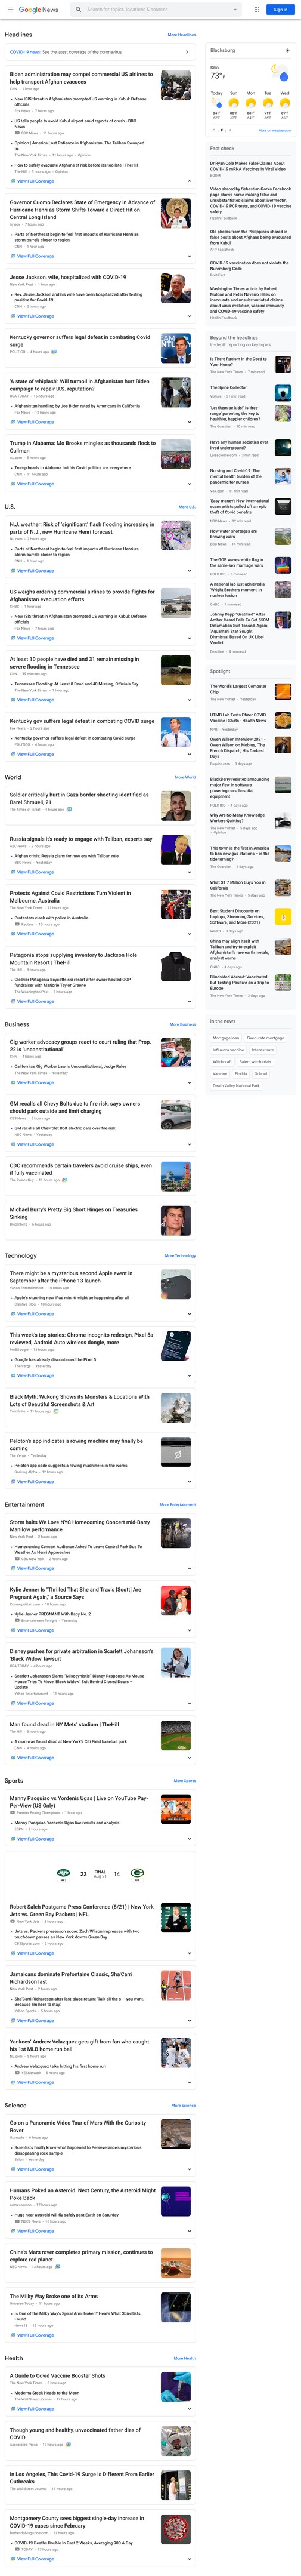 Google News
Search for topics, locations & sources
Sign in
Headlines
More Headlines
COVID-19 news: See the latest coverage of the coronavirus
Biden administration may compel commercial US airlines to
help transport Afghan evacuees
CNN · 1 hour ago
New ISIS threat in Afghanistan prompted US warning in Kabul: Defense
officials
Fox News · 7 hours ago
US tells people to avoid Kabul airport amid reports of crush - BBC
News
BBC News · 11 hours ago
Opinion | America Lost Patience in Afghanistan. The Taliban Swooped
In.
The New York Times · 11 hours ago · Opinion
How to safely evacuate Afghans at risk before it's too late | TheHill
The Hill · 5 hours ago · Opinion
View Full Coverage
Governor Cuomo Declares State of Emergency in Advance of
Hurricane Henri as Storm Shifts Toward a Direct Hit on
Central Long Island
ny.gov · 7 hours ago
Parts of Northeast begin to feel first impacts of Hurricane Henri as
storm barrels closer to region
CNN · 1 hour ago
View Full Coverage
Jesse Jackson, wife, hospitalized with COVID-19
New York Post · 1 hour ago
Rev. Jesse Jackson and his wife have been hospitalized after testing
positive for Covid-19
CNN · 2 hours ago
View Full Coverage
Kentucky governor suffers legal defeat in combating Covid
surge
POLITICO · 4 hours ago
'A state of whiplash': Will turmoil in Afghanistan hurt Biden
campaign to repair U.S. reputation?
USA TODAY · 16 hours ago
Afghanistan handling by Joe Biden rated by Americans in California
Fox News · 12 hours ago
View Full Coverage
Trump in Alabama: Mo Brooks mingles as thousands flock to
Cullman
AL.com · 3 hours ago
Trump heads to Alabama but his Covid politics are everywhere
CNN · 11 hours ago
View Full Coverage
U.S.
More U.S.
N.J. weather: Risk of 'significant' flash flooding increasing in
parts of N.J., new Hurricane Henri forecast
NJ.com · 2 hours ago
Parts of Northeast begin to feel first impacts of Hurricane Henri as
storm barrels closer to region
CNN · 1 hour ago
View Full Coverage
US weighs ordering commercial airlines to provide flights for
Afghanistan evacuation efforts
CNBC · 1 hour ago
New ISIS threat in Afghanistan prompted US warning in Kabul: Defense
officials
Fox News · 7 hours ago
View Full Coverage
At least 10 people have died and 31 remain missing in
severe flooding in Tennessee
CNN · 59 minutes ago
Tennessee Flooding: At Least 8 Dead and 40 Missing, Officials Say
The New York Times · 1 hour ago
View Full Coverage
Kentucky gov suffers legal defeat in combating COVID surge
Fox News · 2 hours ago
Kentucky governor suffers legal defeat in combating Covid surge
POLITICO · 4 hours ago
View Full Coverage
World
More World
Soldier critically hurt in Gaza border shooting identified as
Barel Shmueli, 21
The Times of Israel · 4 hours ago
Russia signals it's ready to engage with Taliban, experts say
ABC News · 9 hours ago
Afghan crisis: Russia plans for new era with Taliban rule
BBC News · Yesterday
View Full Coverage
Protests Against Covid Restrictions Turn Violent in
Melbourne, Australia
The New York Times · 11 hours ago
Protesters clash with police in Australia
Reuters · 15 hours ago
View Full Coverage
Patagonia stops supplying inventory to Jackson Hole
Mountain Resort | TheHill
The Hill · 9 hours ago
Clothier Patagonia boycotts ski resort after owner hosted GOP
fundraiser with Marjorie Taylor Greene
The Washington Post · 7 hours ago
View Full Coverage
Business
More Business
Gig worker advocacy groups react to court ruling that Prop.
22 is 'unconstitutional'
CNN · 4 hours ago
California's Gig Worker Law Is Unconstitutional, Judge Rules
The New York Times · Yesterday
View Full Coverage
GM recalls all Chevy Bolts due to fire risk, says owners
should park outside and limit charging
CBS News · 5 hours ago
GM recalls all Chevrolet Bolt electric cars over fire risk
NBC News · Yesterday
View Full Coverage
CDC recommends certain travelers avoid cruise ships, even
if fully vaccinated
The Points Guy · 11 hours ago
Michael Burry's Pretty Big Short Hinges on Treasuries
Sinking
Bloomberg · 6 hours ago
Technology
More Technology
There might be a mysterious second Apple event in
September after the iPhone 13 launch
Yahoo Entertainment · 16 hours ago
Apple's stunning new iPad mini 6 might be happening after all
Creative Bloq · 18 hours ago
View Full Coverage
This week's top stories: Chrome incognito redesign, Pixel 5a
reviewed, Android Auto wireless dongle, more
9to5Google · 12 hours ago
Google has already discontinued the Pixel 5
The Verge · Yesterday
View Full Coverage
Black Myth: Wukong Shows its Monsters & Locations With
Lots of Beautiful Screenshots & Art
Twinfinite · 11 hours ago
Peloton's app indicates a rowing machine may finally be
coming
The Verge · Yesterday
Peloton app code suggests a rowing machine is in the works
Seeking Alpha · 12 hours ago
View Full Coverage
Entertainment
More Entertainment
Storm halts We Love NYC Homecoming Concert mid-Barry
Manilow performance
New York Post · 2 hours ago
Homecoming Concert Audience Asked To Leave Central Park Due To
Weather As Henri Approaches
CBS New York · 3 hours ago
View Full Coverage
Kylie Jenner Is "Thrilled That She and Travis [Scott] Are
Pregnant Again," a Source Says
Cosmopolitan.com · 10 hours ago
Kylie Jenner PREGNANT With Baby No. 2
Entertainment Tonight · Yesterday
View Full Coverage
Disney pushes for private arbitration in Scarlett Johansson's
'Black Widow' lawsuit
USA TODAY · 4 hours ago
Scarlett Johansson Slams "Misogynistic" Disney Response As Mouse
House Tries To Move 'Black Widow' Suit Behind Closed Doors –
Update
Yahoo Entertainment · 11 hours ago
View Full Coverage
Man found dead in NY Mets' stadium | TheHill
The Hill · 3 hours ago
A man was found dead at New York's Citi Field baseball park
CNN · 4 hours ago
View Full Coverage
Sports
More Sports
Manny Pacquiao vs Yordenis Ugas | Live on YouTube Pay-
Per-View (US Only)
Premier Boxing Champions · 1 hour ago
Manny Pacquiao-Yordenis Ugas live results and analysis
ESPN · 2 hours ago
View Full Coverage
23
FINAL
Aug 21
14
NYJ
GB
Robert Saleh Postgame Press Conference (8/21) | New York
Jets vs. Green Bay Packers | NFL
New York Jets · 3 hours ago
Jets vs. Packers preseason score: Zach Wilson impresses with two
touchdown passes as New York downs Green Bay
CBSSports.com · 2 hours ago
View Full Coverage
Jamaicans dominate Prefontaine Classic, Sha'Carri
Richardson last
New York Post · 2 hours ago
Sha'Carri Richardson after last-place return: 'Talk all the s--- you want.
Because I'm here to stay'
Yahoo Sports · 5 hours ago
View Full Coverage
Yankees' Andrew Velazquez gets gift from fan who caught
his 1st MLB home run ball
NJ.com · 5 hours ago
Andrew Velazquez talks hitting his first home run
YESNetwork · 5 hours ago
View Full Coverage
Science
More Science
Go on a Panoramic Video Tour of Mars With the Curiosity
Rover
Gizmodo · 6 hours ago
Scientists finally know what happened to Perseverance's mysterious
disappearing rock sample
Salon · Yesterday
View Full Coverage
Humans Poked an Asteroid. Next Century, the Asteroid Might
Poke Back
autoevolution · 17 hours ago
Huge near asteroid will fly safely past Earth on Saturday
NBC2 News · 16 hours ago
View Full Coverage
China's Mars rover completes primary mission, continues to
explore red planet
NBC News · 13 hours ago
The Milky Way Broke one of its Arms
Universe Today · 11 hours ago
Is One of the Milky Way's Spiral Arm Broken? Here's What Scientists
Found
News18 · 15 hours ago
View Full Coverage
Health
More Health
A Guide to Covid Vaccine Booster Shots
The New York Times · 6 hours ago
Moderna Stock Heads to the Moon
The Wall Street Journal · 17 hours ago
View Full Coverage
Though young and healthy, unvaccinated father dies of
COVID
Associated Press · 12 hours ago
In Los Angeles, This Covid-19 Surge Is Different From Earlier
Outbreaks
The Wall Street Journal · 11 hours ago
Montgomery County sees biggest single-day increase in
COVID-19 cases since February
BethesdaMagazine.com · 11 hours ago
COVID-19 Deaths Double In Past 2 Weeks, Averaging 900 A Day
TODAY · 15 hours ago
View Full Coverage
Blacksburg
Rain
73°F
Today
Sun
Mon
Tue
Wed
C | F | K
More on weather.com
Fact check
Dr Ryan Cole Makes False Claims About
COVID-19 mRNA Vaccines in Viral Video
BOOM
Video shared by Sebastian Gorka Facebook
page shows nurse making false and
unsubstantiated claims about ivermectin,
COVID-19 PCR tests, and COVID-19 vaccine
safety
Health Feedback
Old photos from the Philippines shared in
false posts about Afghans being evacuated
from Kabul
AFP Factcheck
COVID-19 vaccination does not violate the
Nuremberg Code
PolitiFact
Washington Times article by Robert
Malone and Peter Navarro relies on
inaccurate and unsubstantiated claims
about virus evolution, vaccine immunity,
and COVID-19 vaccine safety
Health Feedback
Beyond the headlines
In-depth reporting on key topics
Is There Racism in the Deed to
Your Home?
The New York Times · 7 min read
The Spine Collector
Vulture · 31 min read
'Let them be kids!' Is 'free-
range' parenting the key to
healthier, happier children?
The Guardian · 10 min read
Have any human societies ever
lived underground?
Livescience.com · 3 min read
Nursing and Covid-19: The
mental health burden of the
pandemic for nurses
Vox.com · 11 min read
'Easy money': How international
scam artists pulled off an epic
theft of Covid benefits
NBC News · 12 min read
How water shortages are
brewing wars
BBC News · 14 min read
The GOP waves white flag in
the same-sex marriage wars
POLITICO · 8 min read
A national lab just achieved a
'Wright Brothers moment' in
nuclear fusion
CNBC · 4 min read
Johnny Depp "Gratified" After
Amber Heard Fails To Get $50M
Defamation Suit Tossed, Again;
'Aquaman' Star Sought
Dismissal Based On UK Libel
Verdict
Deadline · 6 min read
Spotlight
The World's Largest Computer
Chip
The New Yorker · Yesterday
UTMB Lab Tests Pfizer COVID
Vaccine : Shots - Health News
NPR · Yesterday
Owen Wilson Interview 2021 -
Owen Wilson on Mobius, 'The
French Dispatch,' His Darkest
Days
Esquire.com · 3 days ago
BlackBerry resisted announcing
major flaw in software
powering cars, hospital
equipment
POLITICO · 4 days ago
Why Are So Many Knowledge
Workers Quitting?
The New Yorker · 5 days ago
· Opinion
This town is the first in America
to ban new gas stations – is the
tide turning?
The Guardian · 4 days ago
What $1.7 Million Buys You in
California
The New York Times · 5 days ago
Best Student Discounts on
Laptops, Streaming Services,
Software, and More (2021)
WIRED · 2 days ago
China may align itself with
Taliban and try to exploit
Afghanistan's rare earth metals,
analyst warns
CNBC · 4 days ago
Blindsided Abroad: Vaccinated
but Testing Positive on a Trip to
Europe
The New York Times · 5 days ago
In the news
Mortgage loan
Fixed-rate mortgage
Influenza vaccine
Interest rate
Witchcraft
Salem witch trials
Vaccine
Florida
School
Death Valley National Park